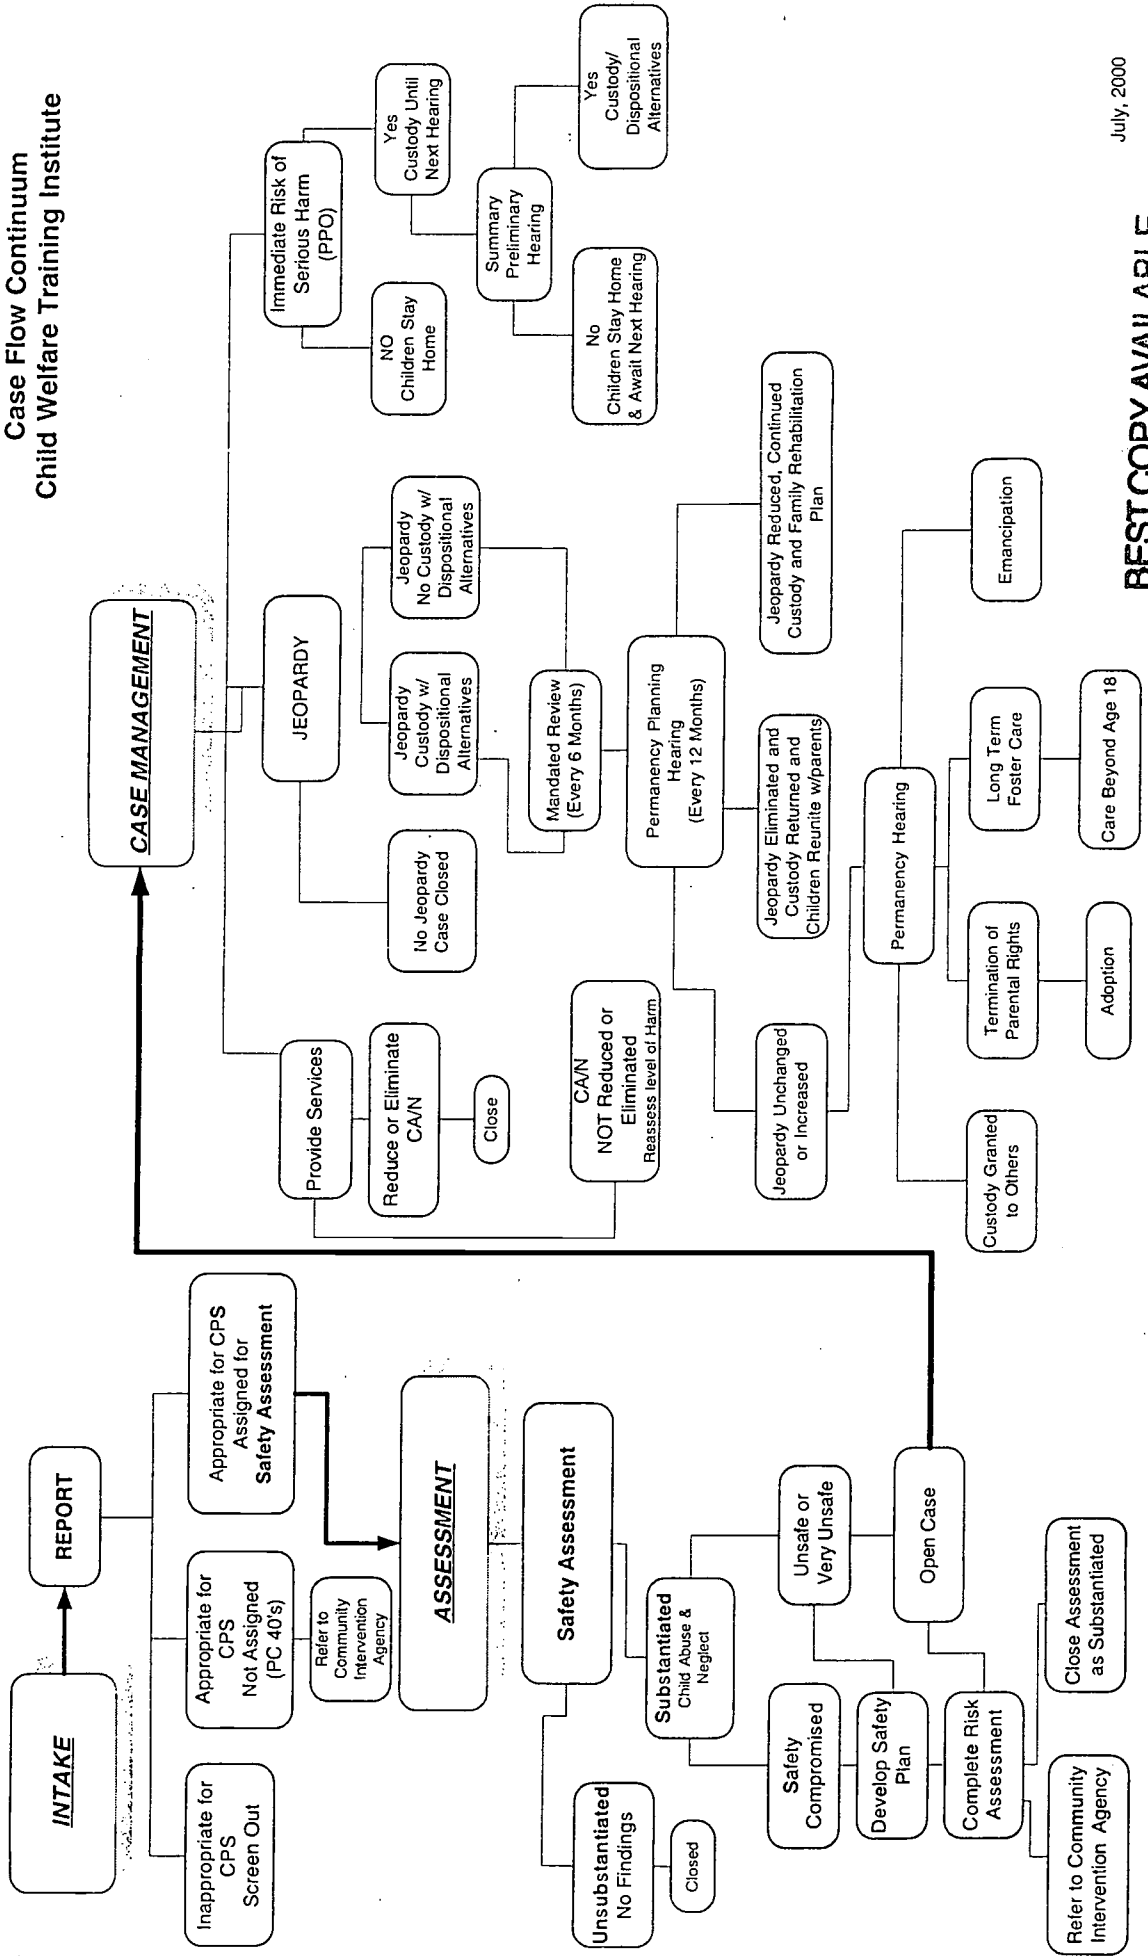 Case Flow Continuum
Child Welfare Training Institute
INTAKE
REPORT
Inappropriate for
CPS
Screen Out
Appropriate for
CPS
Not Assigned
(PC 40's)
Refer to
Community
Intervention
Agency
Appropriate for CPS
Assigned for
Safety Assessment
ASSESSMENT
Safety Assessment
Unsubstantiated
No Findings
Closed
Substantiated
Child Abuse &
Neglect
Safety
Compromised
Unsafe or
Very Unsafe
Develop Safety
Plan
Open Case
Complete Risk
Assessment
Refer to Community
Intervention Agency
Close Assessment
as Substantiated
CASE MANAGEMENT
Provide Services
Reduce or Eliminate
CA/N
Close
CA/N
NOT Reduced or
Eliminated
Reassess level of Harm
JEOPARDY
No Jeopardy
Case Closed
Jeopardy
Custody w/
Dispositional
Alternatives
Jeopardy
No Custody w/
Dispositional
Alternatives
Mandated Review
(Every 6 Months)
Permanency Planning
Hearing
(Every 12 Months)
Jeopardy Unchanged
or Increased
Jeopardy Eliminated and
Custody Returned and
Children Reunite w/parents
Jeopardy Reduced, Continued
Custody and Family Rehabilitation
Plan
Permanency Hearing
Custody Granted
to Others
Termination of
Parental Rights
Adoption
Long Term
Foster Care
Care Beyond Age 18
Emancipation
Immediate Risk of
Serious Harm
(PPO)
NO
Children Stay
Home
Yes
Custody Until
Next Hearing
Summary
Preliminary
Hearing
No
Children Stay Home
& Await Next Hearing
Yes
Custody/
Dispositional
Alternatives
July, 2000
BEST COPY AVAILABLE